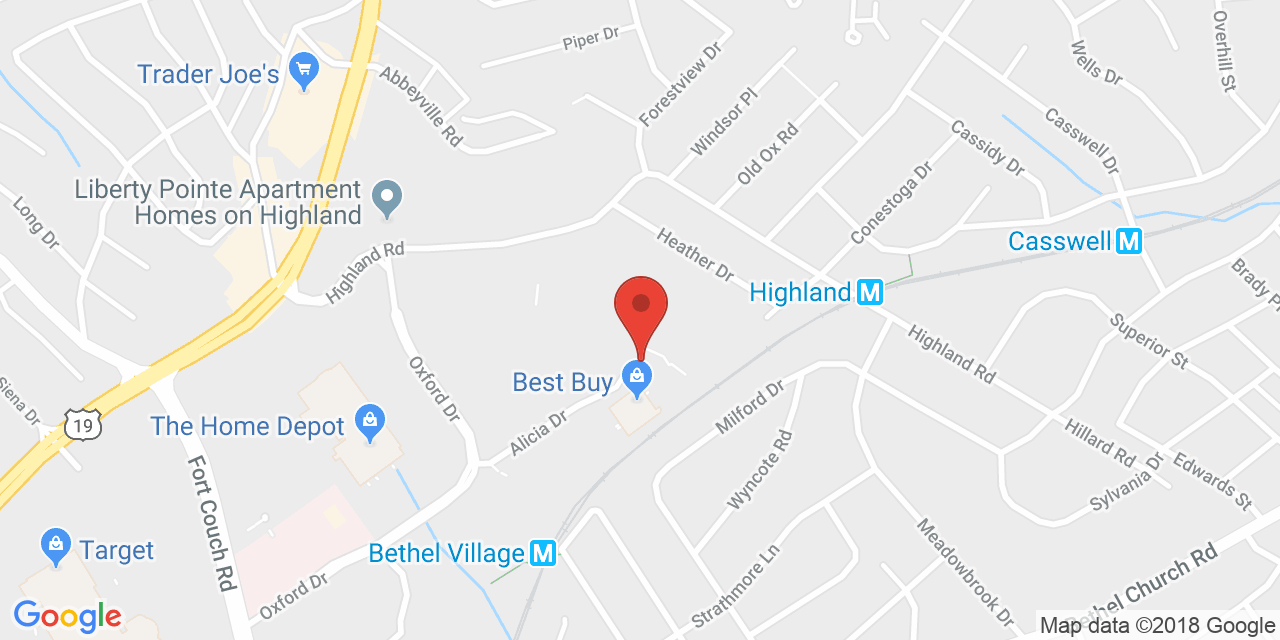 Piper Dr
Wells Dr
Overhill St
Trader Joe's
Abbeyville Rd
Forestview Dr
Windsor Pl
Old Ox Rd
Cassidy Dr
Casswell Dr
Liberty Pointe Apartment
Homes on Highland
Long Dr
Conestoga Dr
Heather Dr
Casswell M
Highland Rd
Highland M
Superior St
Highland Rd
Siena Dr
Oxford Dr
Best Buy
19
The Home Depot
Alicia Dr
Milford Dr
Wyncote Rd
Hillard Rd
Sylvania Dr
Edwards St
Fort Couch Rd
Target
Bethel Village M
Oxford Dr
Strathmore Ln
Meadowbrook Dr
Bethel Church Rd
Google
Map data ©2018 Google